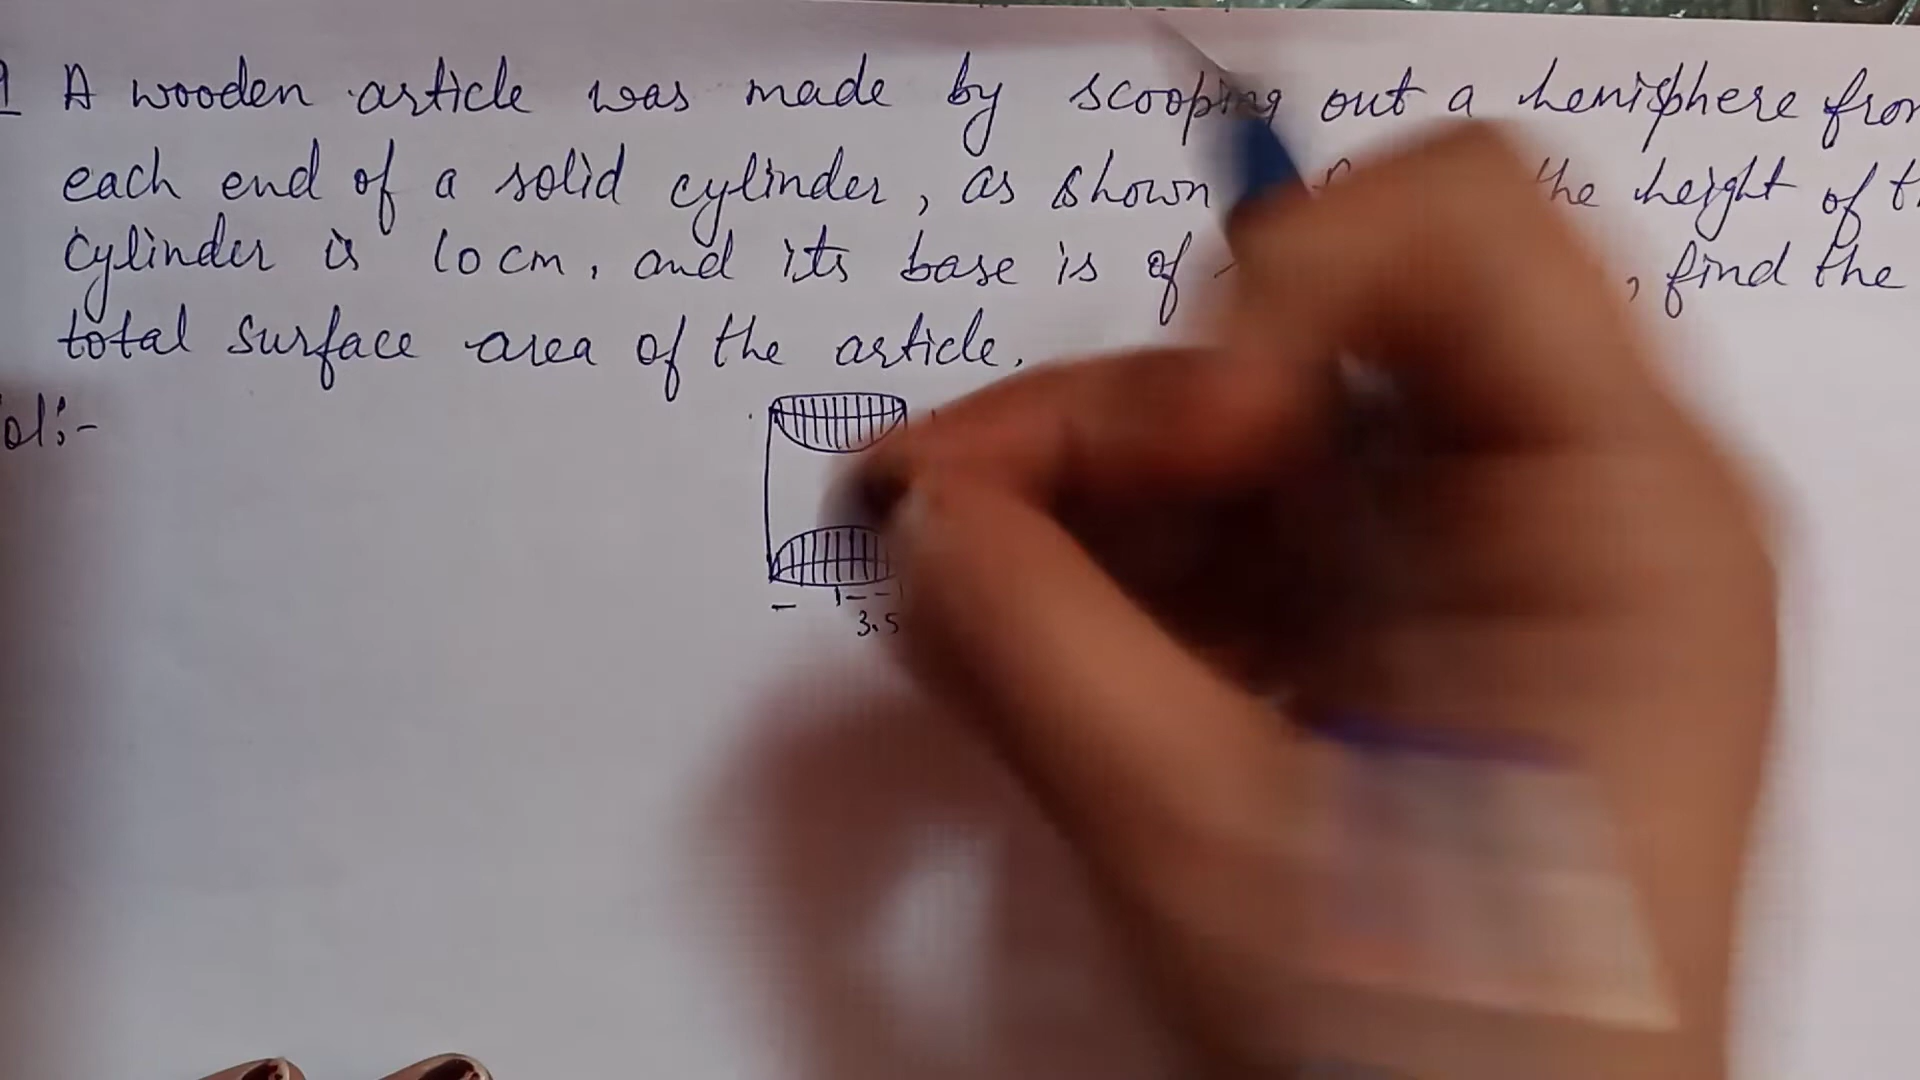 A wooden article was made by scooping out a hemisphere from
each end of a solid cylinder, as shown the height of
cylinder is 10 cm, and its base is of , find the
total surface area of the article.
Sol:-
3.5